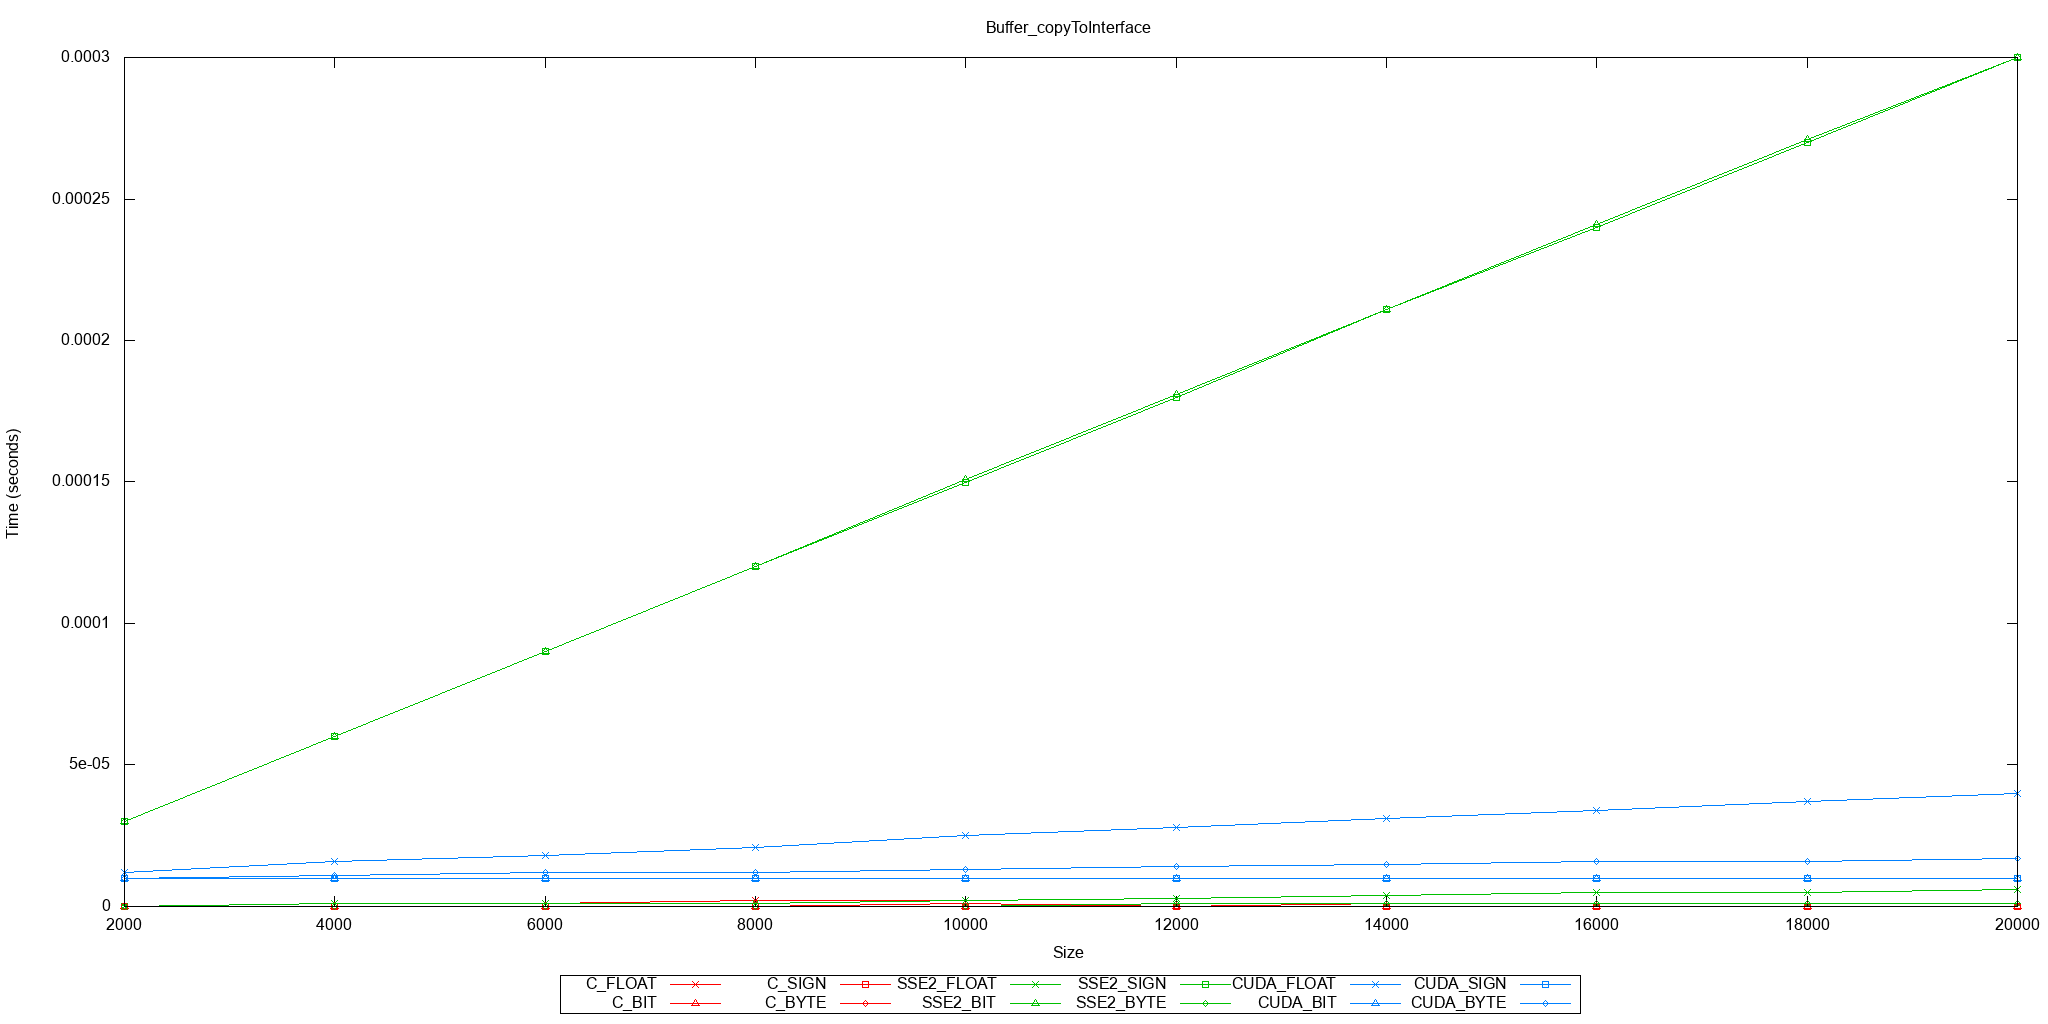 Buffer_copyToInterface
0.0003
0.00025
0.0002
0.00015
0.0001
5e-05
0
Time (seconds)
2000 4000 6000 8000 10000 12000 14000 16000 18000 20000
Size
C_FLOAT C_SIGN SSE2_FLOAT SSE2_SIGN CUDA_FLOAT CUDA_SIGN
C_BIT C_BYTE SSE2_BIT SSE2_BYTE CUDA_BIT CUDA_BYTE